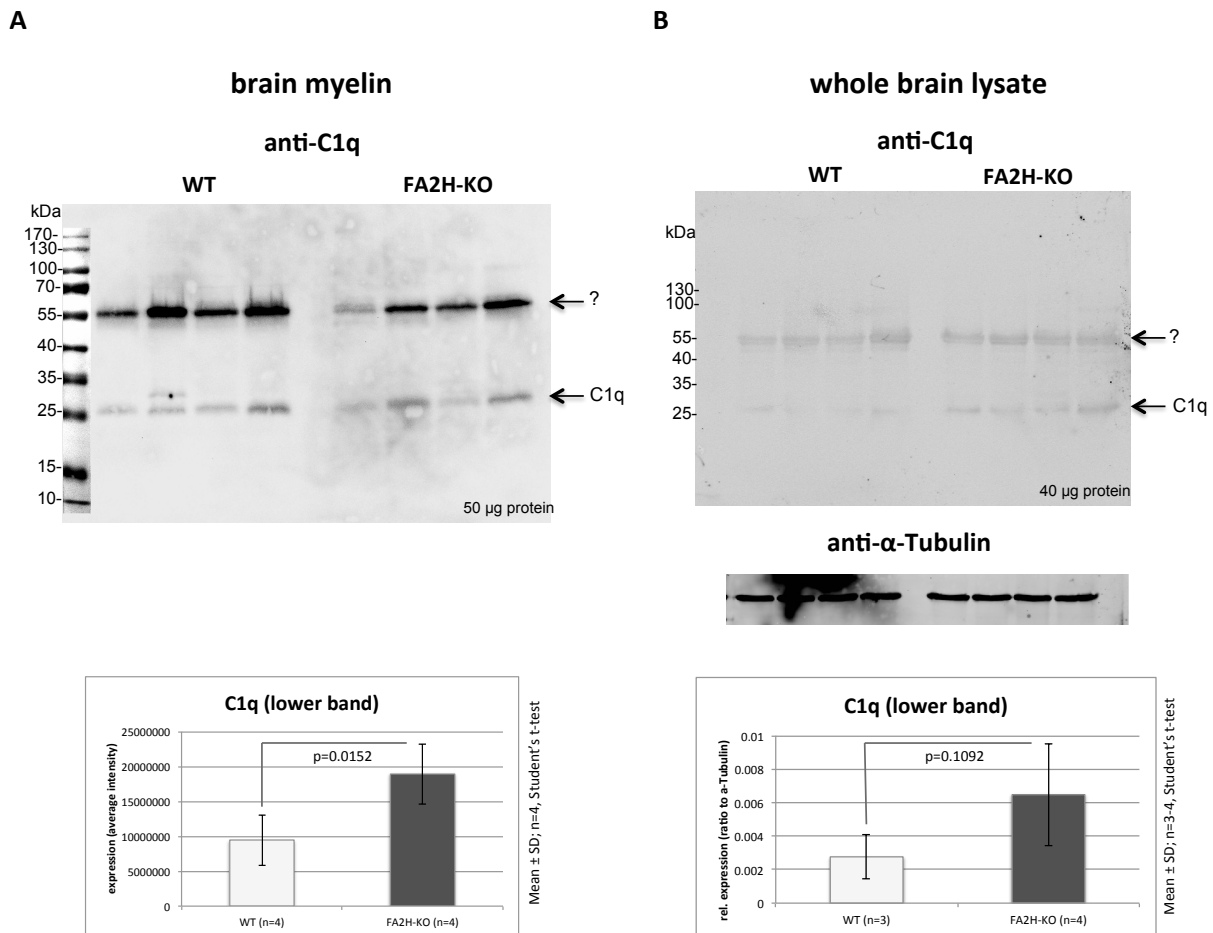 A
brain myelin
anti-C1q
WT
FA2H-KO
kDa
170-
130-
100-
70-
55-
40-
35-
25-
15-
10-
?
C1q
50 µg protein
C1q (lower band)
expression (average intensity)
25000000
20000000
15000000
10000000
5000000
0
p=0.0152
WT (n=4)
FA2H-KO (n=4)
Mean ± SD; n=4, Student's t-test
B
whole brain lysate
anti-C1q
WT
FA2H-KO
kDa
130-
100-
55-
40-
35-
25-
?
C1q
40 µg protein
anti-α-Tubulin
C1q (lower band)
rel. expression (ratio to a-Tubulin)
0.01
0.008
0.006
0.004
0.002
0
p=0.1092
WT (n=3)
FA2H-KO (n=4)
Mean ± SD; n=3-4, Student's t-test